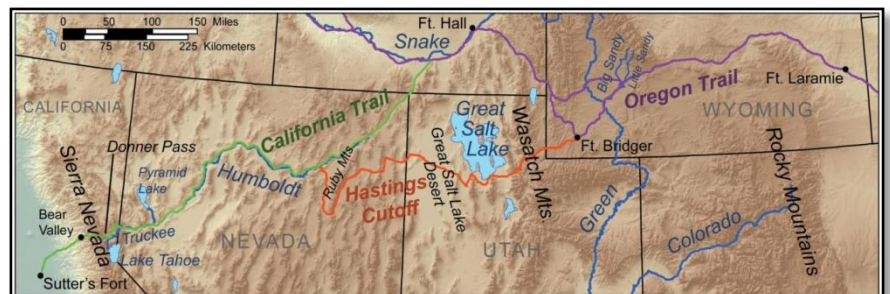 0 50 100 150 Miles
0 75 150 225 Kilometers
Ft. Hall
Snake
Big Sandy
Little Sandy
Oregon Trail
Ft. Laramie
CALIFORNIA
California Trail
WYOMING
Great
Salt
Lake
Donner Pass
Wasatch Mts.
Ft. Bridger
Rocky Mountains
Sierra Nevada
Pyramid
Lake
Humboldt
Ruby Mts.
Great Salt Lake
Desert
Hastings
Cutoff
Bear
Valley
Truckee
Lake Tahoe
NEVADA
UTAH
Green
Colorado
Sutter's Fort